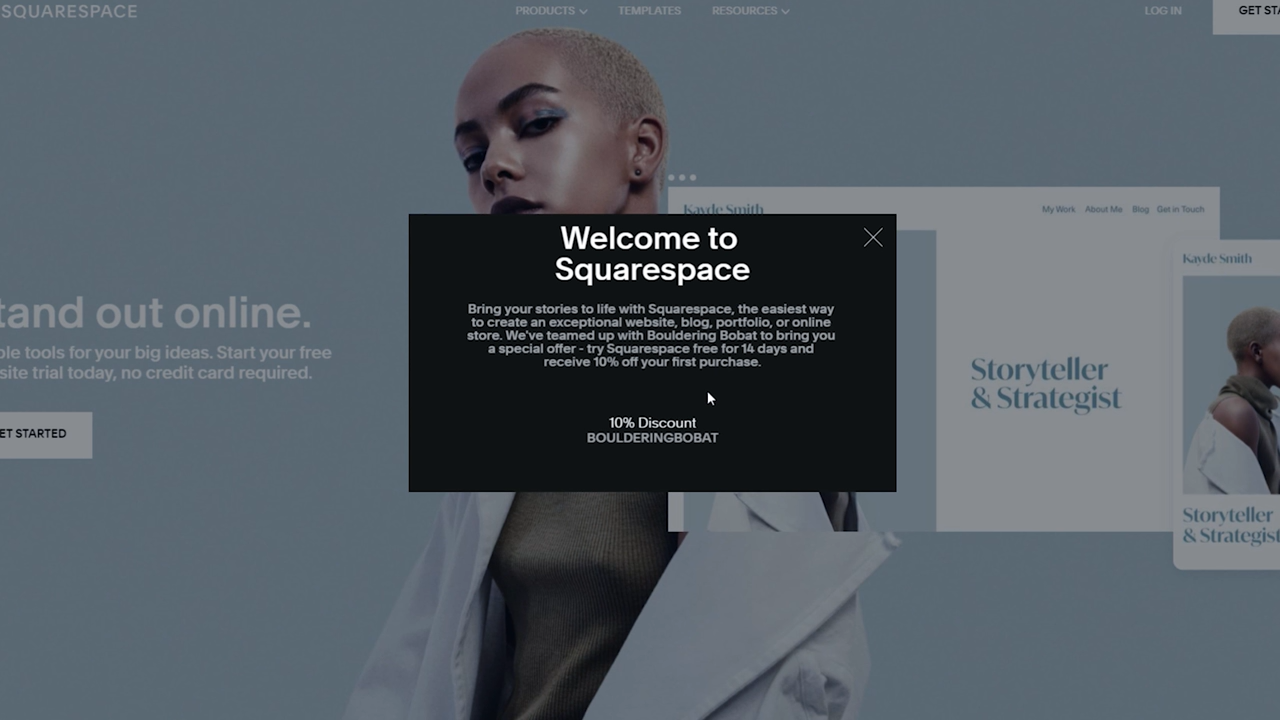 SQUARESPACE
PRODUCTS
TEMPLATES
RESOURCES
LOG IN
GET STA
Kayde Smith
My Work
About Me
Blog
Get in Touch
Welcome to
Squarespace
Bring your stories to life with Squarespace, the easiest way
to create an exceptional website, blog, portfolio, or online
store. We've teamed up with Bouldering Bobat to bring you
a special offer - try Squarespace free for 14 days and
receive 10% off your first purchase.
10% Discount
BOULDERINGBOBAT
tand out online.
ble tools for your big ideas. Start your free
site trial today, no credit card required.
ET STARTED
Storyteller
& Strategist
Kayde Smith
Storyteller
& Strategist